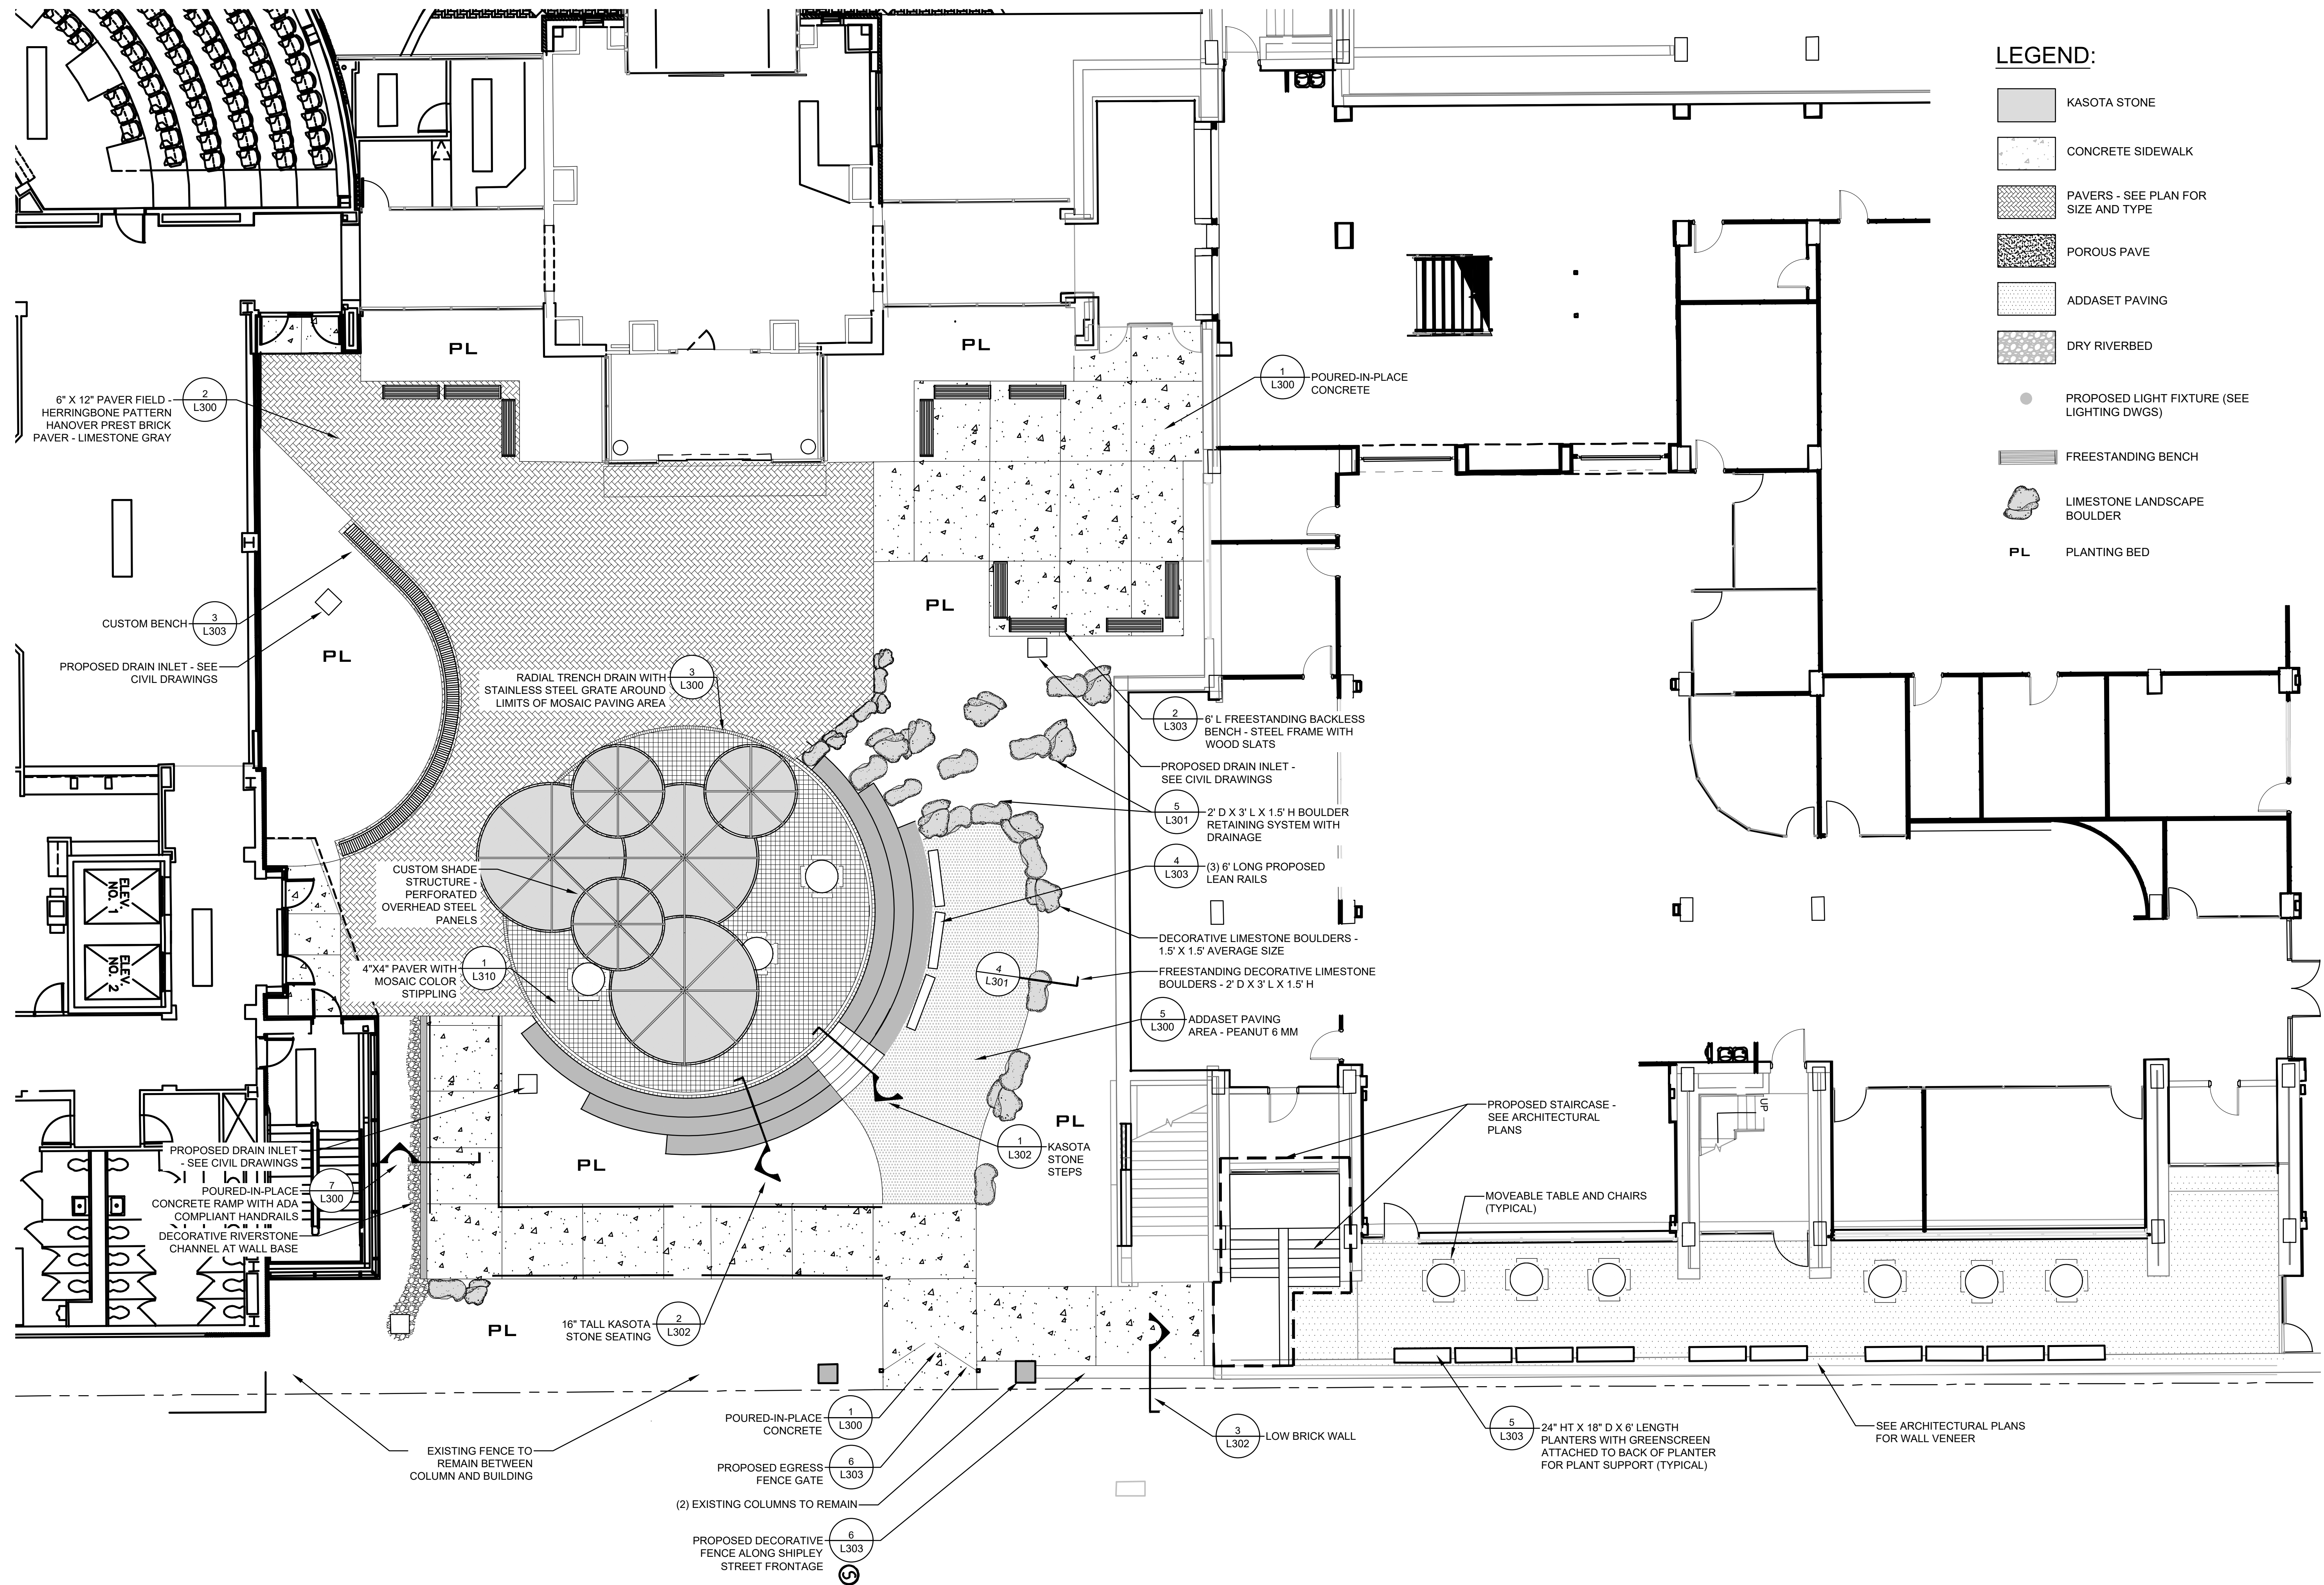 LEGEND:
KASOTA STONE
CONCRETE SIDEWALK
PAVERS - SEE PLAN FOR
SIZE AND TYPE
POROUS PAVE
ADDASET PAVING
DRY RIVERBED
PROPOSED LIGHT FIXTURE (SEE
LIGHTING DWGS)
FREESTANDING BENCH
LIMESTONE LANDSCAPE
BOULDER
PL
PLANTING BED
PL
PL
1
L300
POURED-IN-PLACE
CONCRETE
6" X 12" PAVER FIELD -
HERRINGBONE PATTERN
HANOVER PREST BRICK
PAVER - LIMESTONE GRAY
2
L300
CUSTOM BENCH
3
L303
PROPOSED DRAIN INLET - SEE
CIVIL DRAWINGS
PL
PL
RADIAL TRENCH DRAIN WITH
STAINLESS STEEL GRATE AROUND
LIMITS OF MOSAIC PAVING AREA
3
L300
2
L303
6' L FREESTANDING BACKLESS
BENCH - STEEL FRAME WITH
WOOD SLATS
PROPOSED DRAIN INLET -
SEE CIVIL DRAWINGS
5
L301
2' D X 3' L X 1.5' H BOULDER
RETAINING SYSTEM WITH
DRAINAGE
4
L303
(3) 6' LONG PROPOSED
LEAN RAILS
CUSTOM SHADE
STRUCTURE -
PERFORATED
OVERHEAD STEEL
PANELS
ELEV.
NO. 1
ELEV.
NO. 2
DECORATIVE LIMESTONE BOULDERS -
1.5' X 1.5' AVERAGE SIZE
4
L301
FREESTANDING DECORATIVE LIMESTONE
BOULDERS - 2' D X 3' L X 1.5' H
4"X4" PAVER WITH
MOSAIC COLOR
STIPPLING
1
L310
5
L300
ADDASET PAVING
AREA - PEANUT 6 MM
PROPOSED STAIRCASE -
SEE ARCHITECTURAL
PLANS
UP
PL
1
L302
KASOTA
STONE
STEPS
PROPOSED DRAIN INLET
- SEE CIVIL DRAWINGS
PL
POURED-IN-PLACE
CONCRETE RAMP WITH ADA
COMPLIANT HANDRAILS
7
L300
DECORATIVE RIVERSTONE
CHANNEL AT WALL BASE
MOVEABLE TABLE AND CHAIRS
(TYPICAL)
PL
16" TALL KASOTA
STONE SEATING
2
L302
POURED-IN-PLACE
CONCRETE
1
L300
3
L302
LOW BRICK WALL
5
L303
24" HT X 18" D X 6' LENGTH
PLANTERS WITH GREENSCREEN
ATTACHED TO BACK OF PLANTER
FOR PLANT SUPPORT (TYPICAL)
SEE ARCHITECTURAL PLANS
FOR WALL VENEER
EXISTING FENCE TO
REMAIN BETWEEN
COLUMN AND BUILDING
PROPOSED EGRESS
FENCE GATE
6
L303
(2) EXISTING COLUMNS TO REMAIN
PROPOSED DECORATIVE
FENCE ALONG SHIPLEY
STREET FRONTAGE
6
L303
S